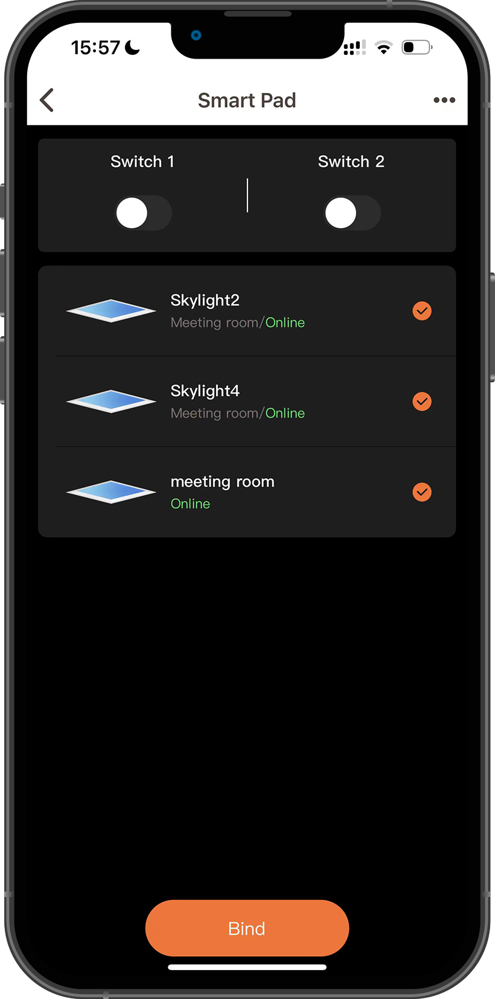 15:57
Smart Pad
Switch 1 Switch 2
Skylight2
Meeting room/Online
Skylight4
Meeting room/Online
meeting room
Online
Bind